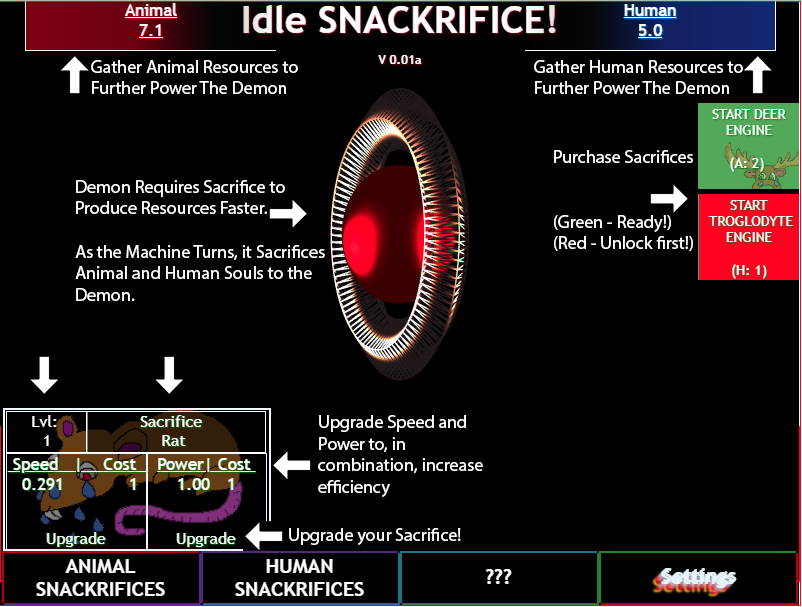 Animal
7.1
Idle SNACKRIFICE!
Human
5.0
V 0.01a
Gather Animal Resources to
Further Power The Demon
Gather Human Resources to
Further Power The Demon
START DEER
ENGINE
(A: 2)
Purchase Sacrifices
(Green - Ready!)
(Red - Unlock first!)
START
TROGLODYTE
ENGINE
(H: 1)
Demon Requires Sacrifice to
Produce Resources Faster.
As the Machine Turns, it Sacrifices
Animal and Human Souls to the
Demon.
Lvl:
1
Sacrifice
Rat
Speed | Cost
0.291 1
Upgrade
Power| Cost
1.00 1
Upgrade
Upgrade Speed and
Power to, in
combination, increase
efficiency
Upgrade your Sacrifice!
ANIMAL
SNACKRIFICES
HUMAN
SNACKRIFICES
???
Settings